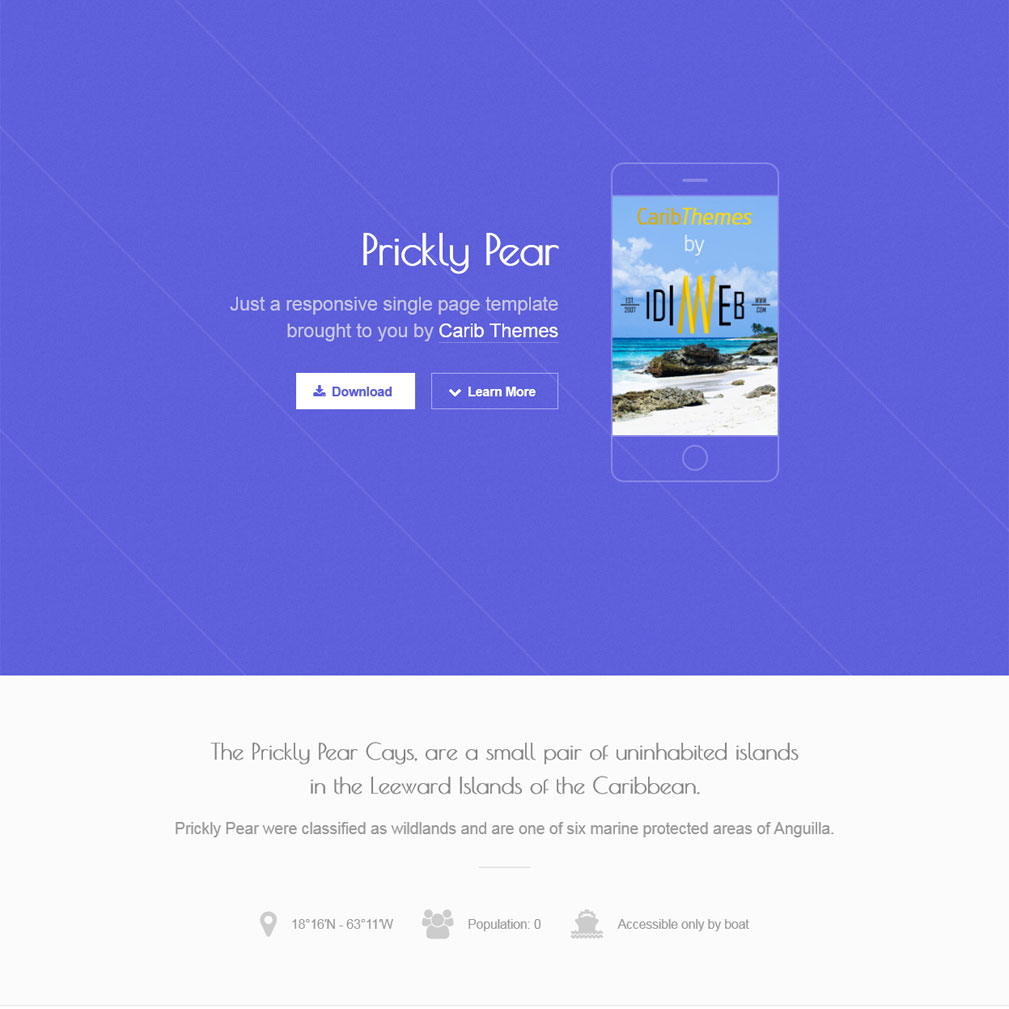 Prickly Pear
Just a responsive single page template
brought to you by Carib Themes
Download
Learn More
CaribThemes
by
EST. 2007
IDIWEB
WWW .COM
The Prickly Pear Cays, are a small pair of uninhabited islands
in the Leeward Islands of the Caribbean.
Prickly Pear were classified as wildlands and are one of six marine protected areas of Anguilla.
18°16'N - 63°11'W
Population: 0
Accessible only by boat